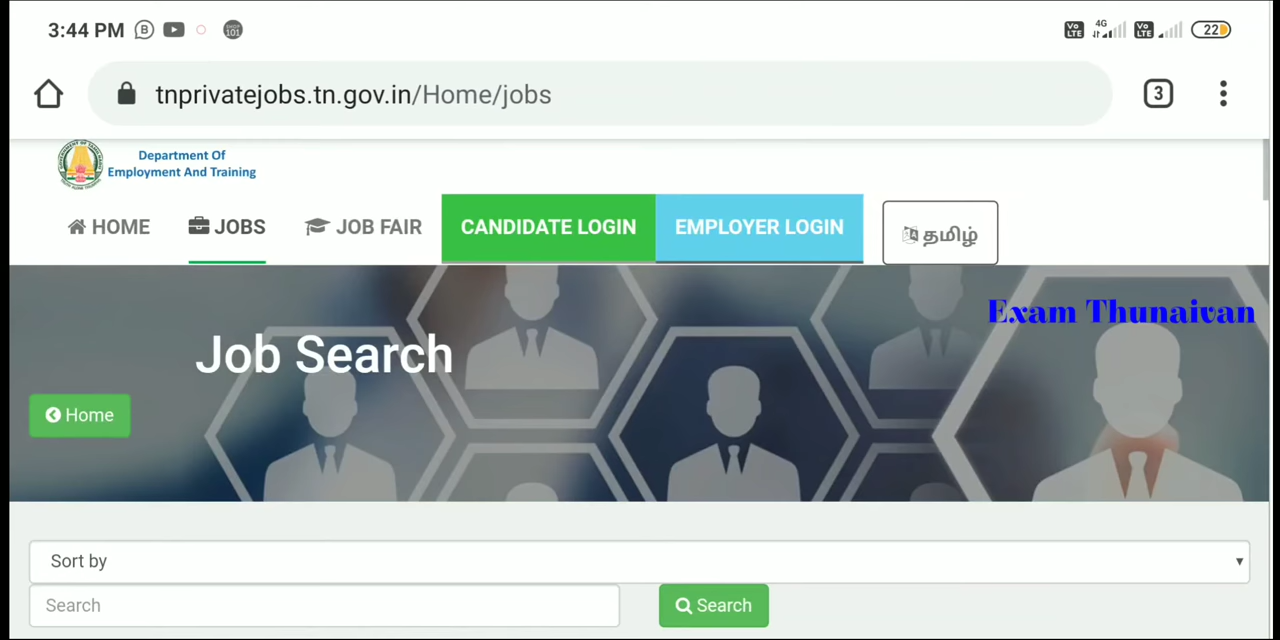 3:44 PM
4G
22
tnprivatejobs.tn.gov.in/Home/jobs
3
Department Of
Employment And Training
HOME
JOBS
JOB FAIR
CANDIDATE LOGIN
EMPLOYER LOGIN
தமிழ்
Exam Thunaivan
Job Search
Home
Sort by
Search
Search